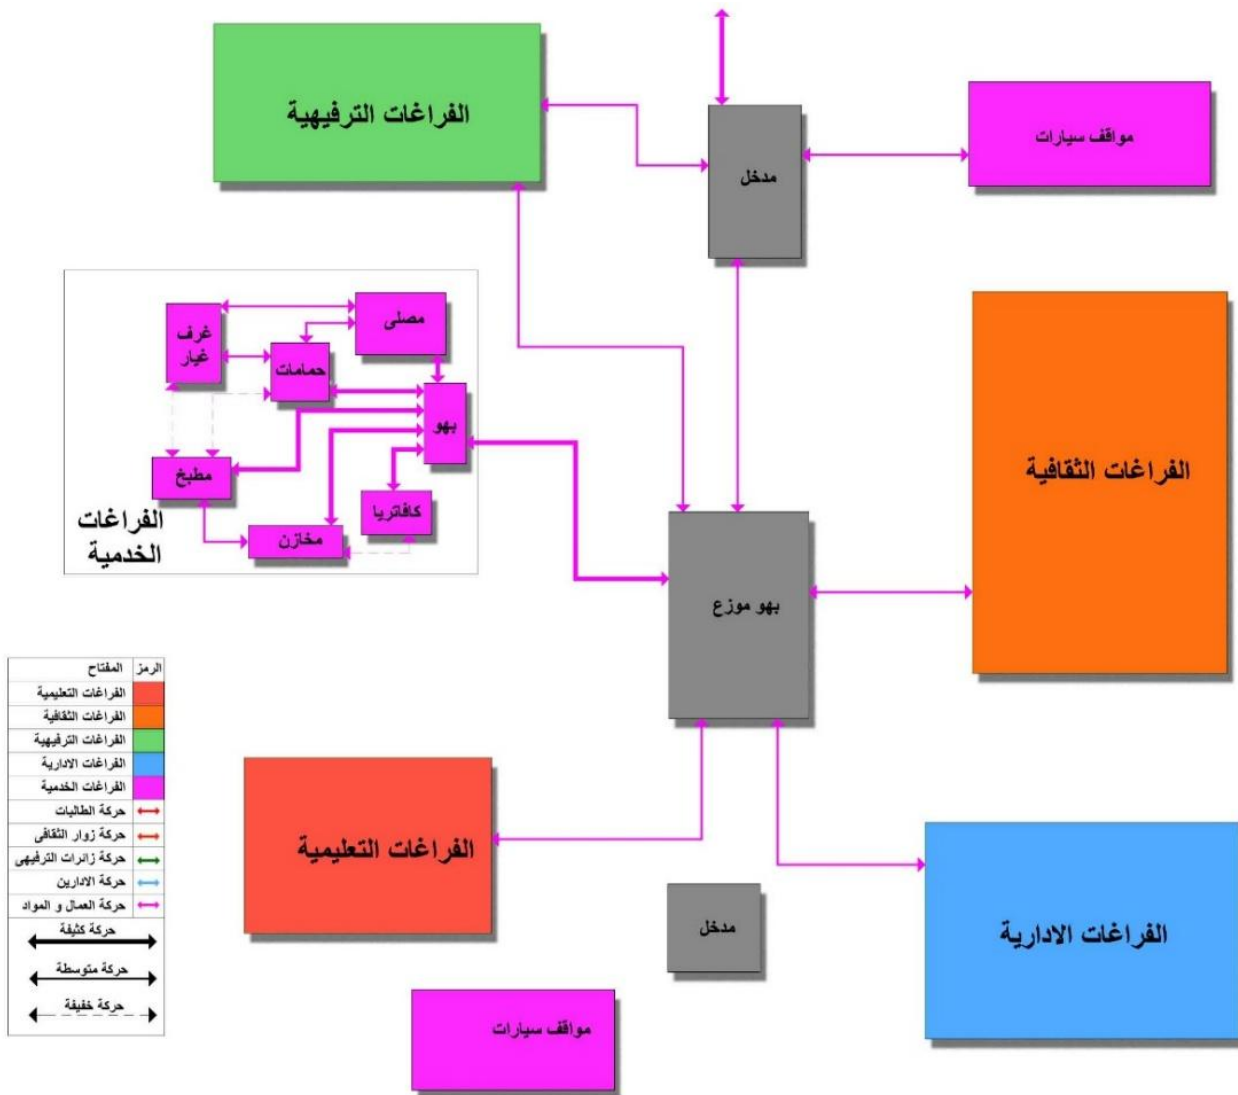 الفراغات الترفيهية
مدخل
مواقف سيارات
مصلى
غرف
غيار
حمامات
بهو
مطبخ
كافاتريا
مخازن
الفراغات
الخدمية
الفراغات الثقافية
بهو موزع
الفراغات التعليمية
مدخل
الفراغات الادارية
مواقف سيارات
الرمز المفتاح
الفراغات التعليمية
الفراغات الثقافية
الفراغات الترفيهية
الفراغات الادارية
الفراغات الخدمية
حركة الطالبات
حركة زوار الثقافى
حركة زائرات الترفيهى
حركة الادارين
حركة العمال و المواد
حركة كثيفة
حركة متوسطة
حركة خفيفة